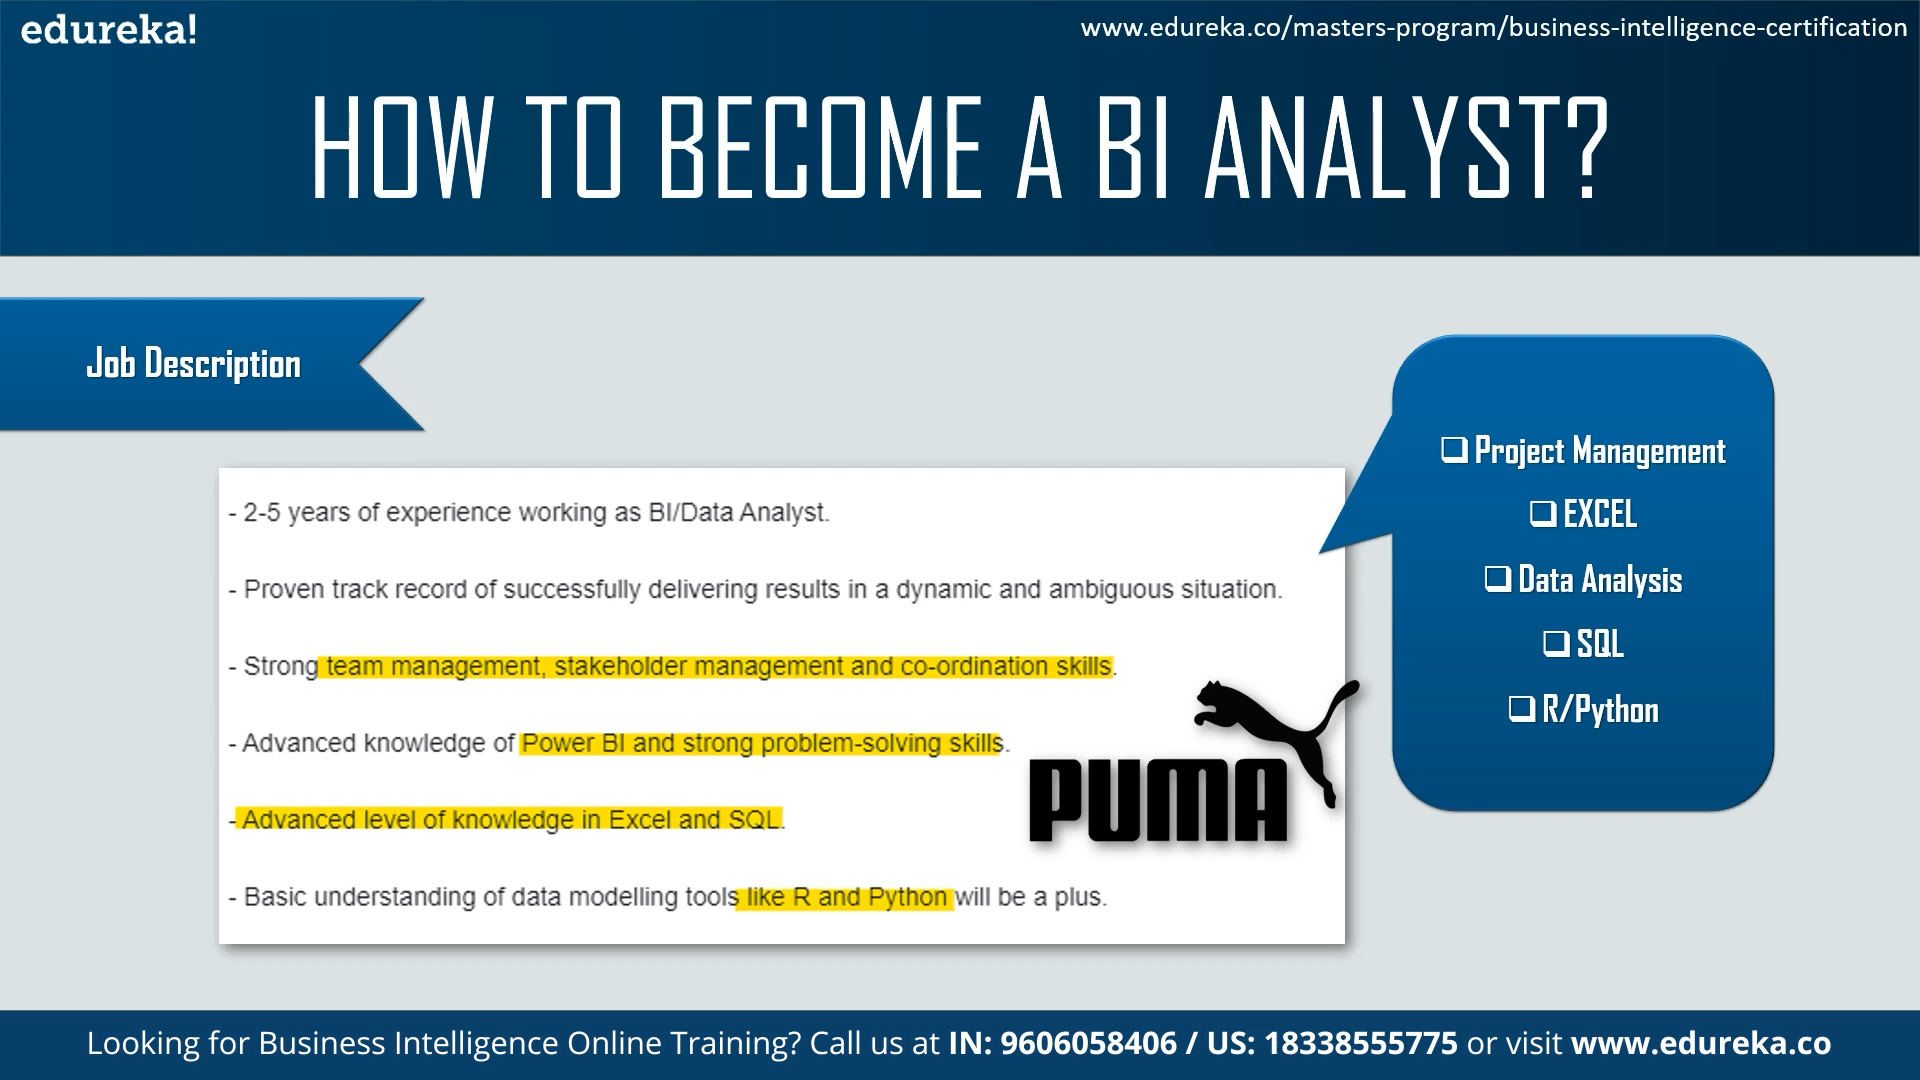 edureka!
www.edureka.co/masters-program/business-intelligence-certification
HOW TO BECOME A BI ANALYST?
Job Description
- 2-5 years of experience working as BI/Data Analyst.
- Proven track record of successfully delivering results in a dynamic and ambiguous situation.
- Strong team management, stakeholder management and co-ordination skills.
- Advanced knowledge of Power BI and strong problem-solving skills.
- Advanced level of knowledge in Excel and SQL.
- Basic understanding of data modelling tools like R and Python will be a plus.
PUMA
❑ Project Management
❑ EXCEL
❑ Data Analysis
❑ SQL
❑ R/Python
Looking for Business Intelligence Online Training? Call us at IN: 9606058406 / US: 18338555775 or visit www.edureka.co